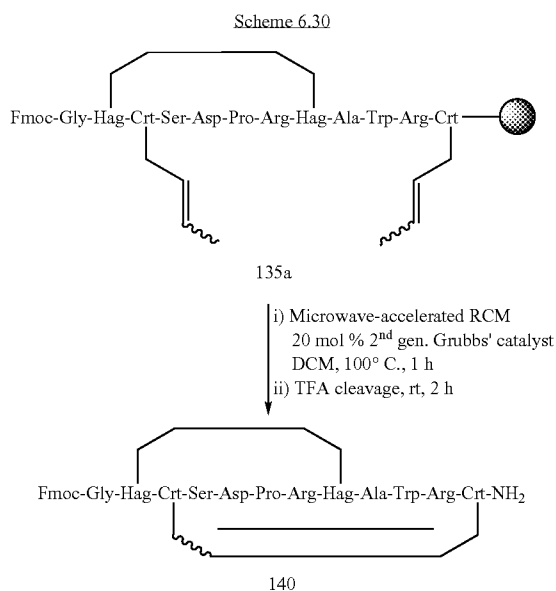 Scheme 6.30
Fmoc-Gly-Hag-Crt-Ser-Asp-Pro-Arg-Hag-Ala-Trp-Arg-Crt
135a
i) Microwave-accelerated RCM
20 mol % 2nd gen. Grubbs' catalyst
DCM, 100° C., 1 h
ii) TFA cleavage, rt, 2 h
Fmoc-Gly-Hag-Crt-Ser-Asp-Pro-Arg-Hag-Ala-Trp-Arg-Crt-NH2
140